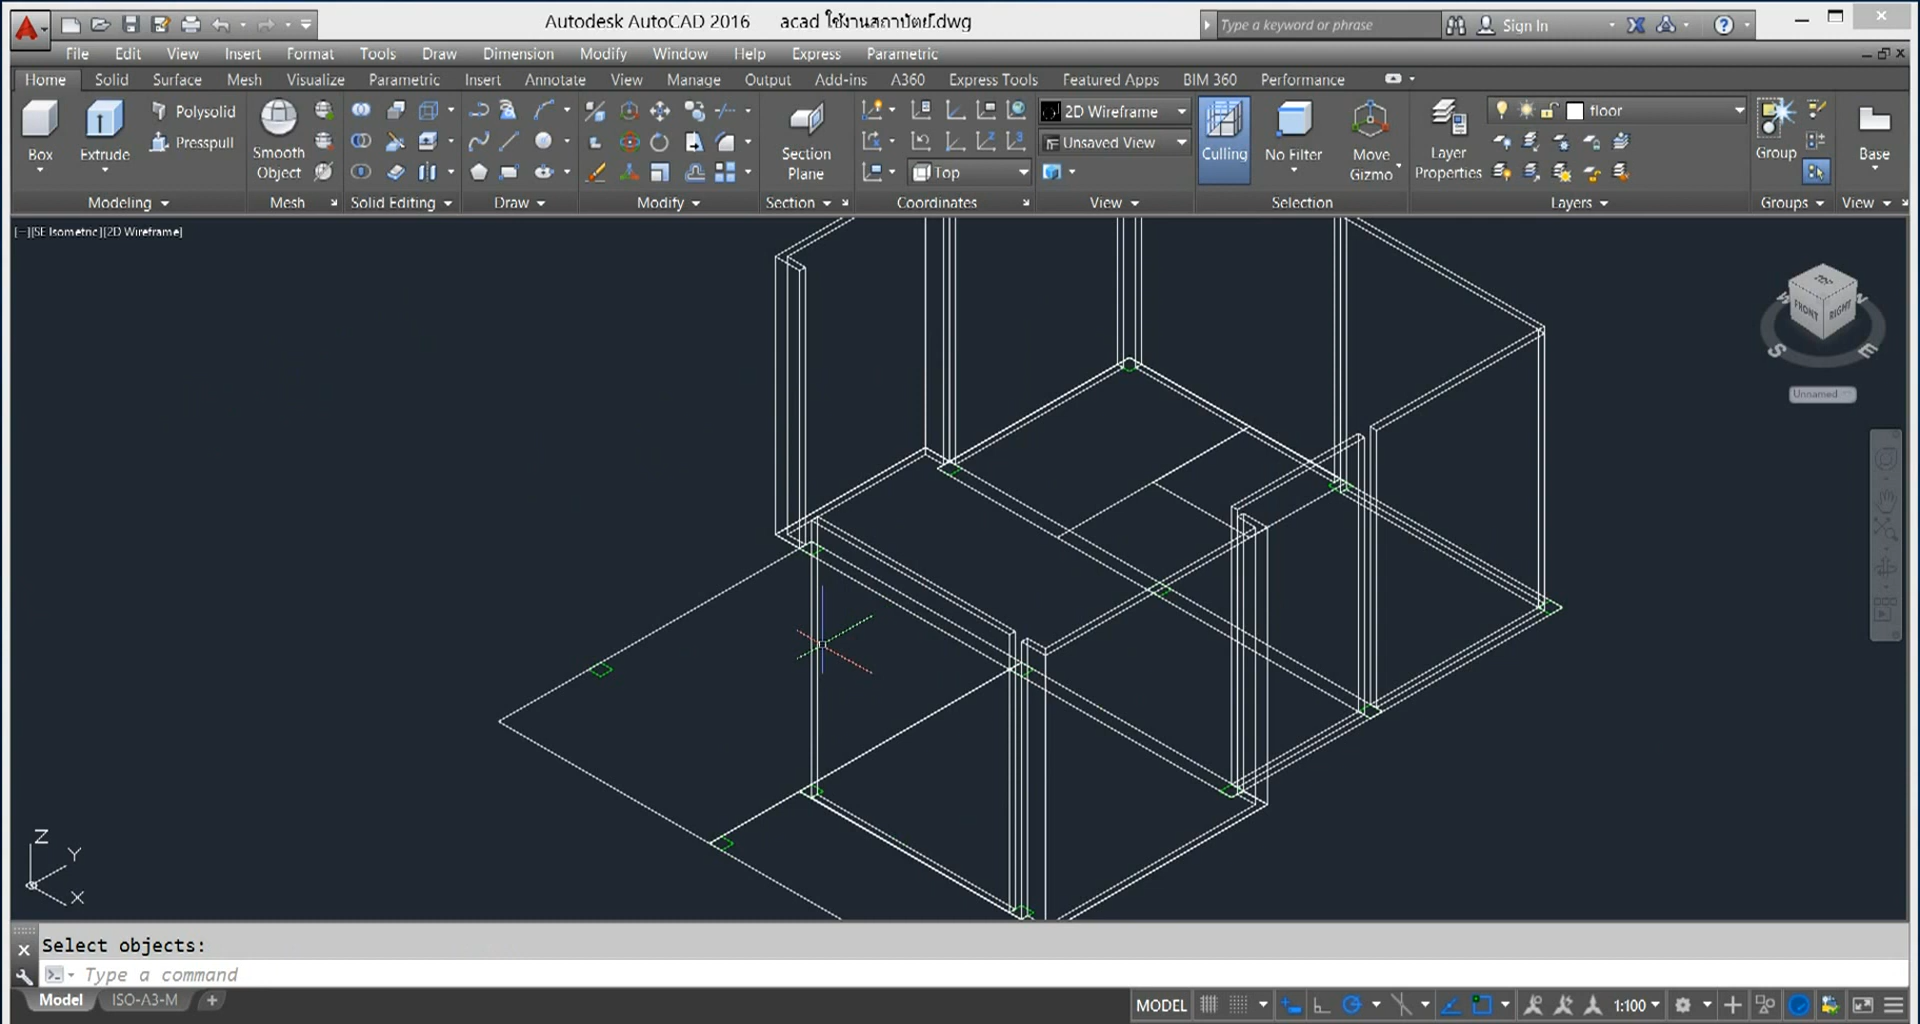 Autodesk AutoCAD 2016 acad ใช้งานสถาปัตย์.dwg
Type a keyword or phrase
Sign In
File Edit View Insert Format Tools Draw Dimension Modify Window Help Express Parametric
Home Solid Surface Mesh Visualize Parametric Insert Annotate View Manage Output Add-ins A360 Express Tools Featured Apps BIM 360 Performance
Box
Extrude
Polysolid
Presspull
Smooth
Object
Section
Plane
Top
2D Wireframe
Unsaved View
Culling
No Filter
Move
Gizmo
Layer
Properties
floor
Group
Base
Modeling Mesh Solid Editing Draw Modify Section Coordinates View Selection Layers Groups View
[−][SE Isometric][2D Wireframe]
TOP
FRONT RIGHT
W N
S E
Unnamed
Z
Y
X
Select objects:
Type a command
Model ISO-A3-M +
MODEL
1:100